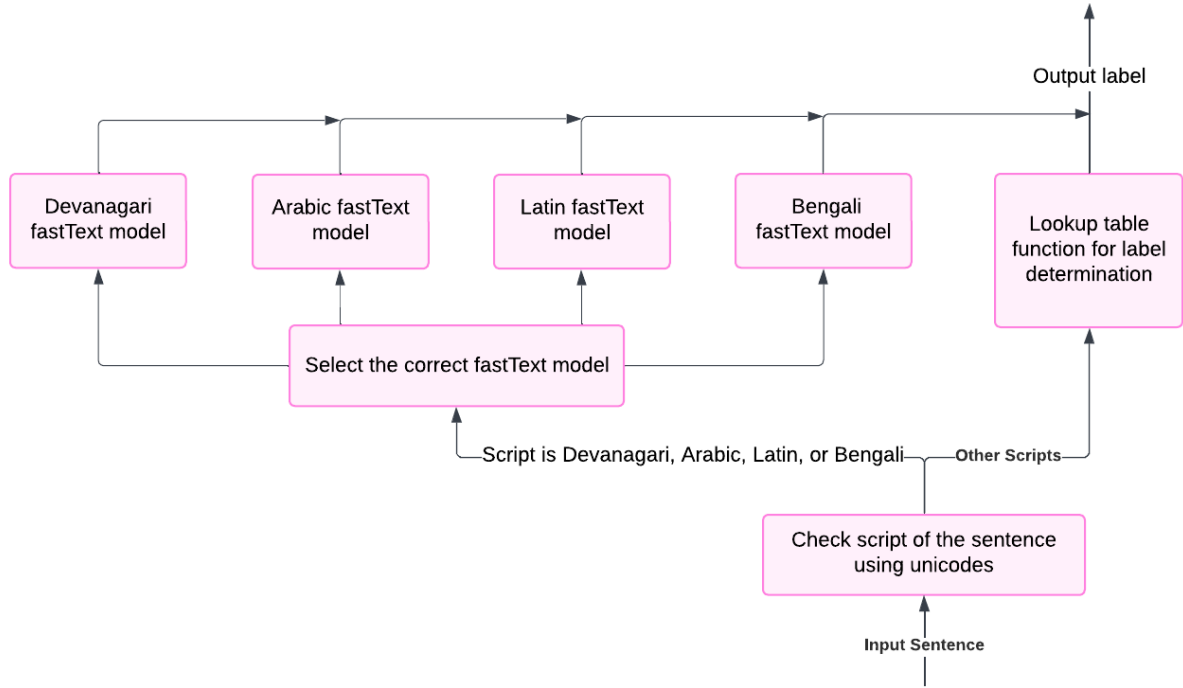 Output label
Devanagari
fastText model
Arabic fastText
model
Latin fastText
model
Bengali
fastText model
Lookup table
function for label
determination
Select the correct fastText model
Script is Devanagari, Arabic, Latin, or Bengali
Other Scripts
Check script of the sentence
using unicodes
Input Sentence